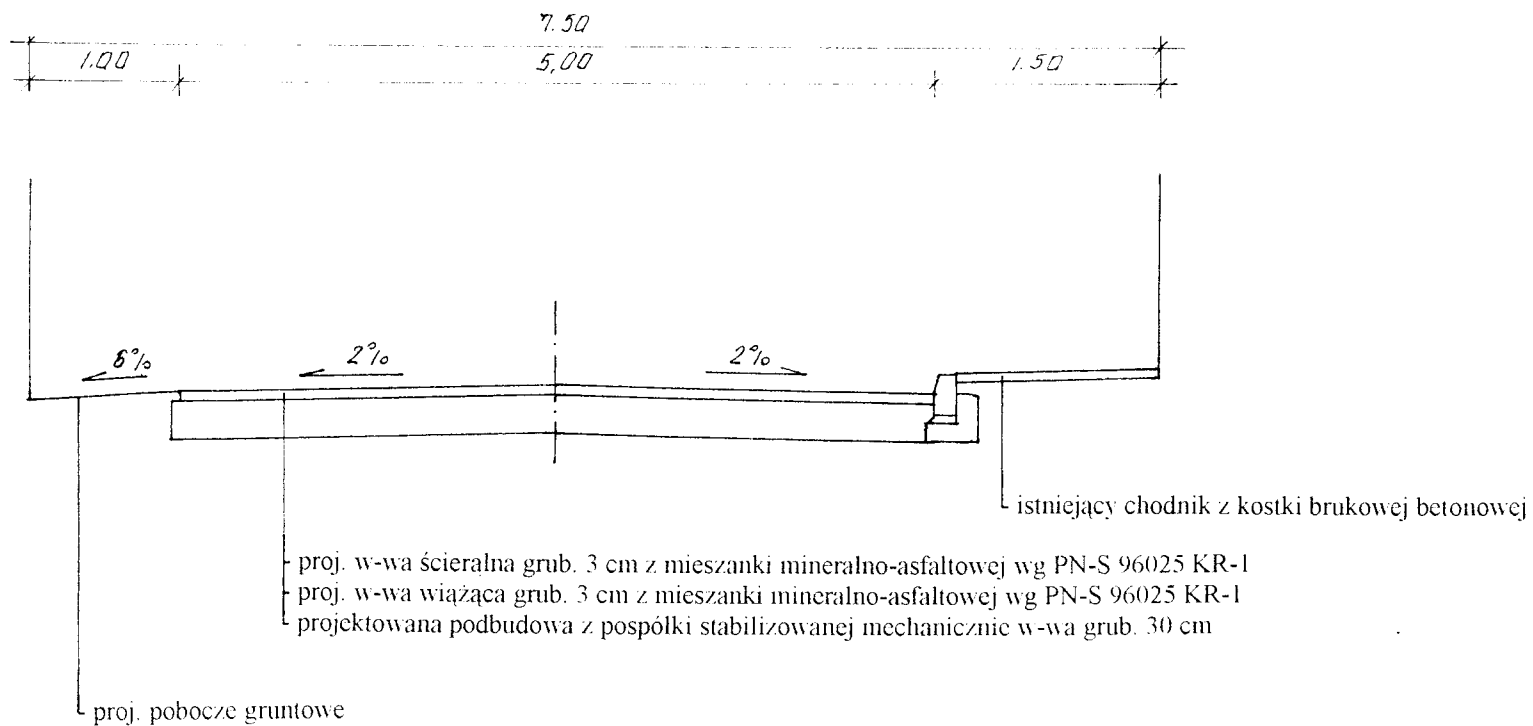 7.50
1.00 5,00 1.50
6% 2% 2%
istniejący chodnik z kostki brukowej betonowej
proj. w-wa ścieralna grub. 3 cm z mieszanki mineralno-asfaltowej wg PN-S 96025 KR-1
proj. w-wa wiążąca grub. 3 cm z mieszanki mineralno-asfaltowej wg PN-S 96025 KR-1
projektowana podbudowa z pospółki stabilizowanej mechanicznie w-wa grub. 30 cm
proj. pobocze gruntowe